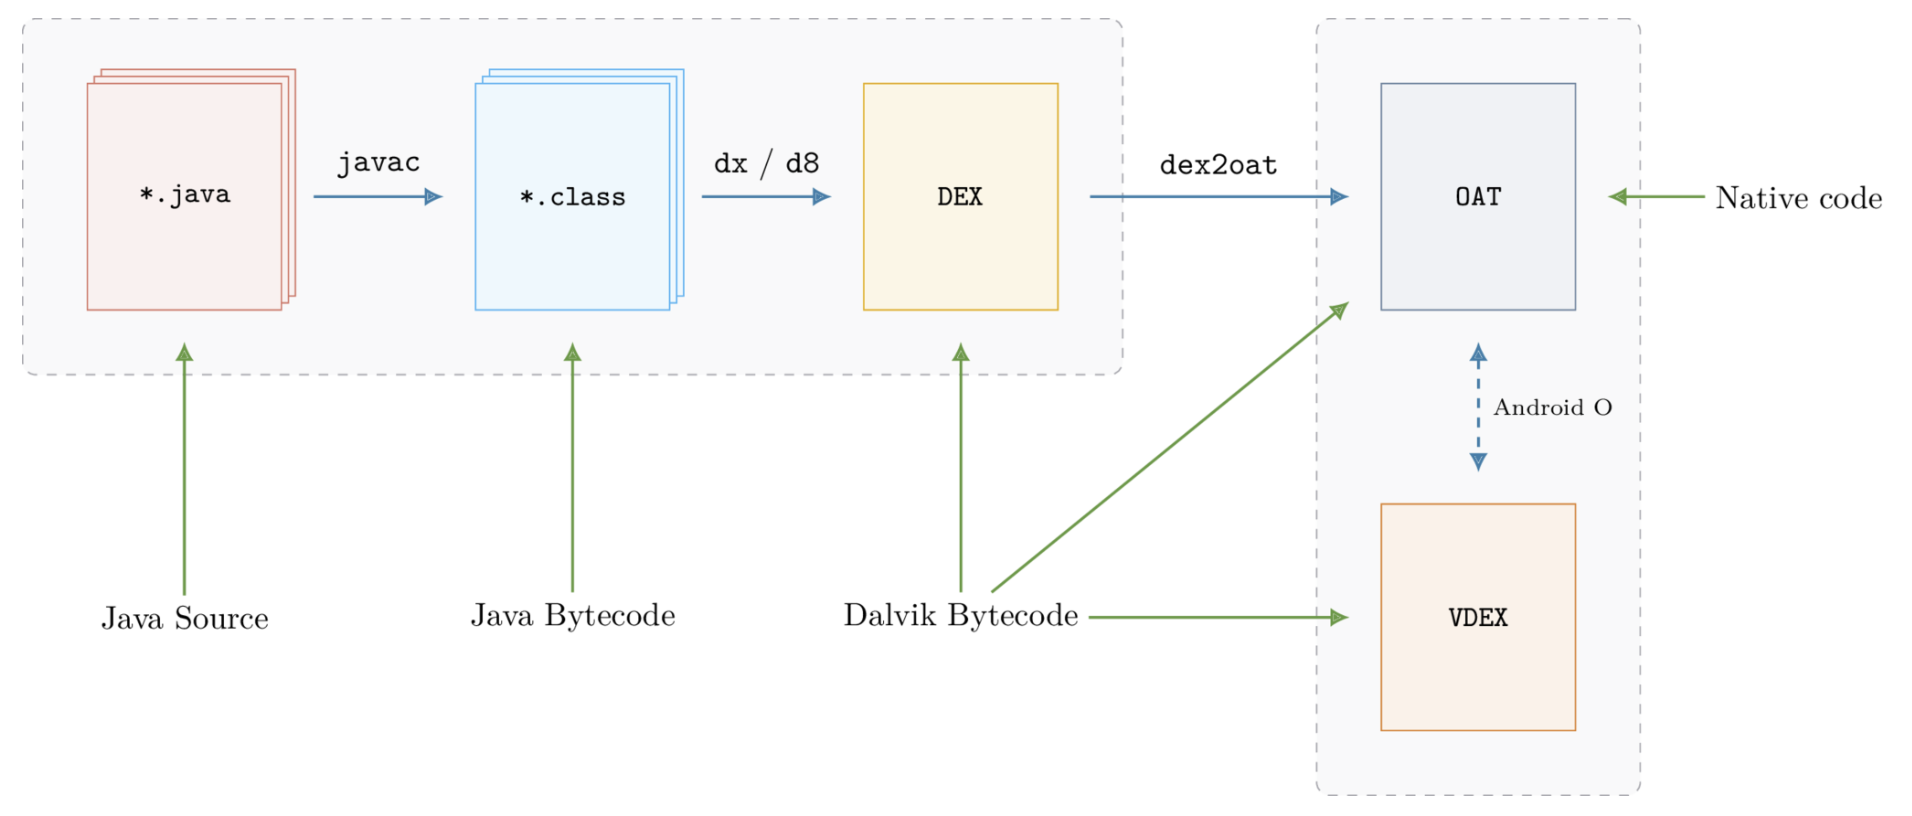 javac
dx / d8
dex2oat
*.java
*.class
DEX
OAT
Native code
Android O
Java Source
Java Bytecode
Dalvik Bytecode
VDEX